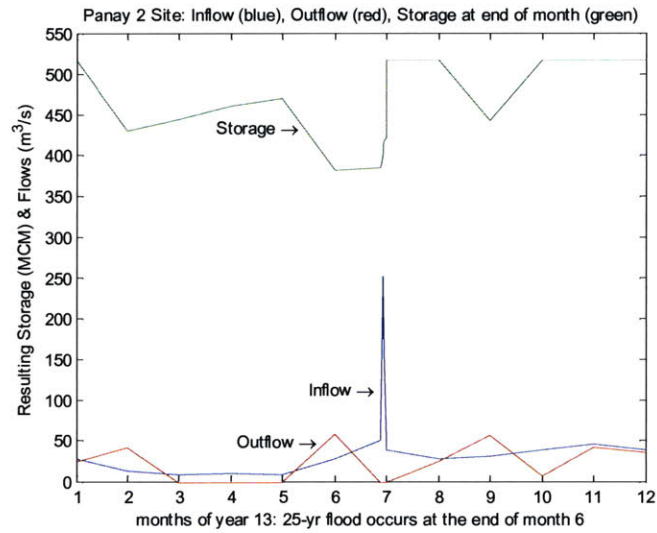 Panay 2 Site: Inflow (blue), Outflow (red), Storage at end of month (green)
Resulting Storage (MCM) & Flows (m³/s)
550
500
450
400
350
300
250
200
150
100
50
0
Storage →
Inflow →
Outflow →
1 2 3 4 5 6 7 8 9 10 11 12
months of year 13: 25-yr flood occurs at the end of month 6